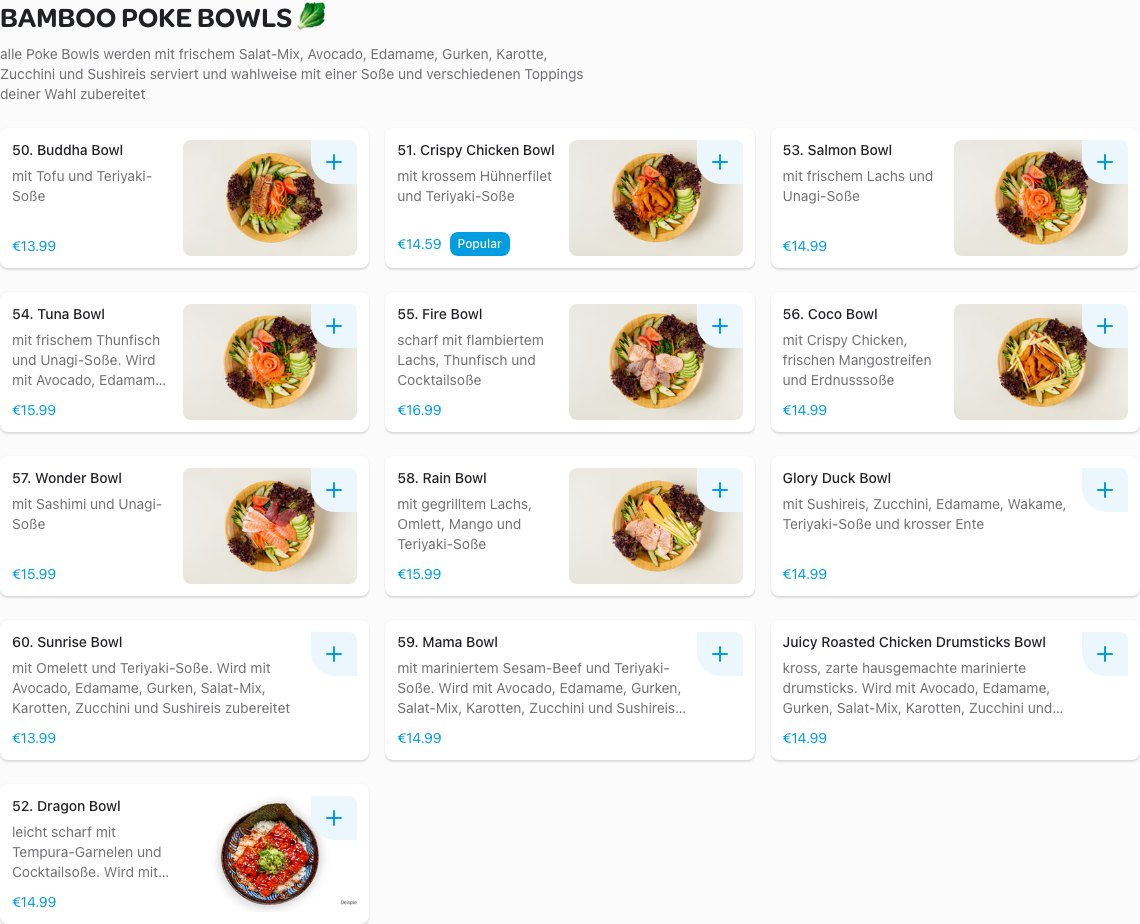 BAMBOO POKE BOWLS
alle Poke Bowls werden mit frischem Salat-Mix, Avocado, Edamame, Gurken, Karotte,
Zucchini und Sushireis serviert und wahlweise mit einer Soße und verschiedenen Toppings
deiner Wahl zubereitet
50. Buddha Bowl
mit Tofu und Teriyaki-
Soße
€13.99
51. Crispy Chicken Bowl
mit krossem Hühnerfilet
und Teriyaki-Soße
€14.59 Popular
53. Salmon Bowl
mit frischem Lachs und
Unagi-Soße
€14.99
54. Tuna Bowl
mit frischem Thunfisch
und Unagi-Soße. Wird
mit Avocado, Edamam...
€15.99
55. Fire Bowl
scharf mit flambiertem
Lachs, Thunfisch und
Cocktailsoße
€16.99
56. Coco Bowl
mit Crispy Chicken,
frischen Mangostreifen
und Erdnusssoße
€14.99
57. Wonder Bowl
mit Sashimi und Unagi-
Soße
€15.99
58. Rain Bowl
mit gegrilltem Lachs,
Omlett, Mango und
Teriyaki-Soße
€15.99
Glory Duck Bowl
mit Sushireis, Zucchini, Edamame, Wakame,
Teriyaki-Soße und krosser Ente
€14.99
60. Sunrise Bowl
mit Omelett und Teriyaki-Soße. Wird mit
Avocado, Edamame, Gurken, Salat-Mix,
Karotten, Zucchini und Sushireis zubereitet
€13.99
59. Mama Bowl
mit mariniertem Sesam-Beef und Teriyaki-
Soße. Wird mit Avocado, Edamame, Gurken,
Salat-Mix, Karotten, Zucchini und Sushireis...
€14.99
Juicy Roasted Chicken Drumsticks Bowl
kross, zarte hausgemachte marinierte
drumsticks. Wird mit Avocado, Edamame,
Gurken, Salat-Mix, Karotten, Zucchini und...
€14.99
52. Dragon Bowl
leicht scharf mit
Tempura-Garnelen und
Cocktailsoße. Wird mit...
€14.99